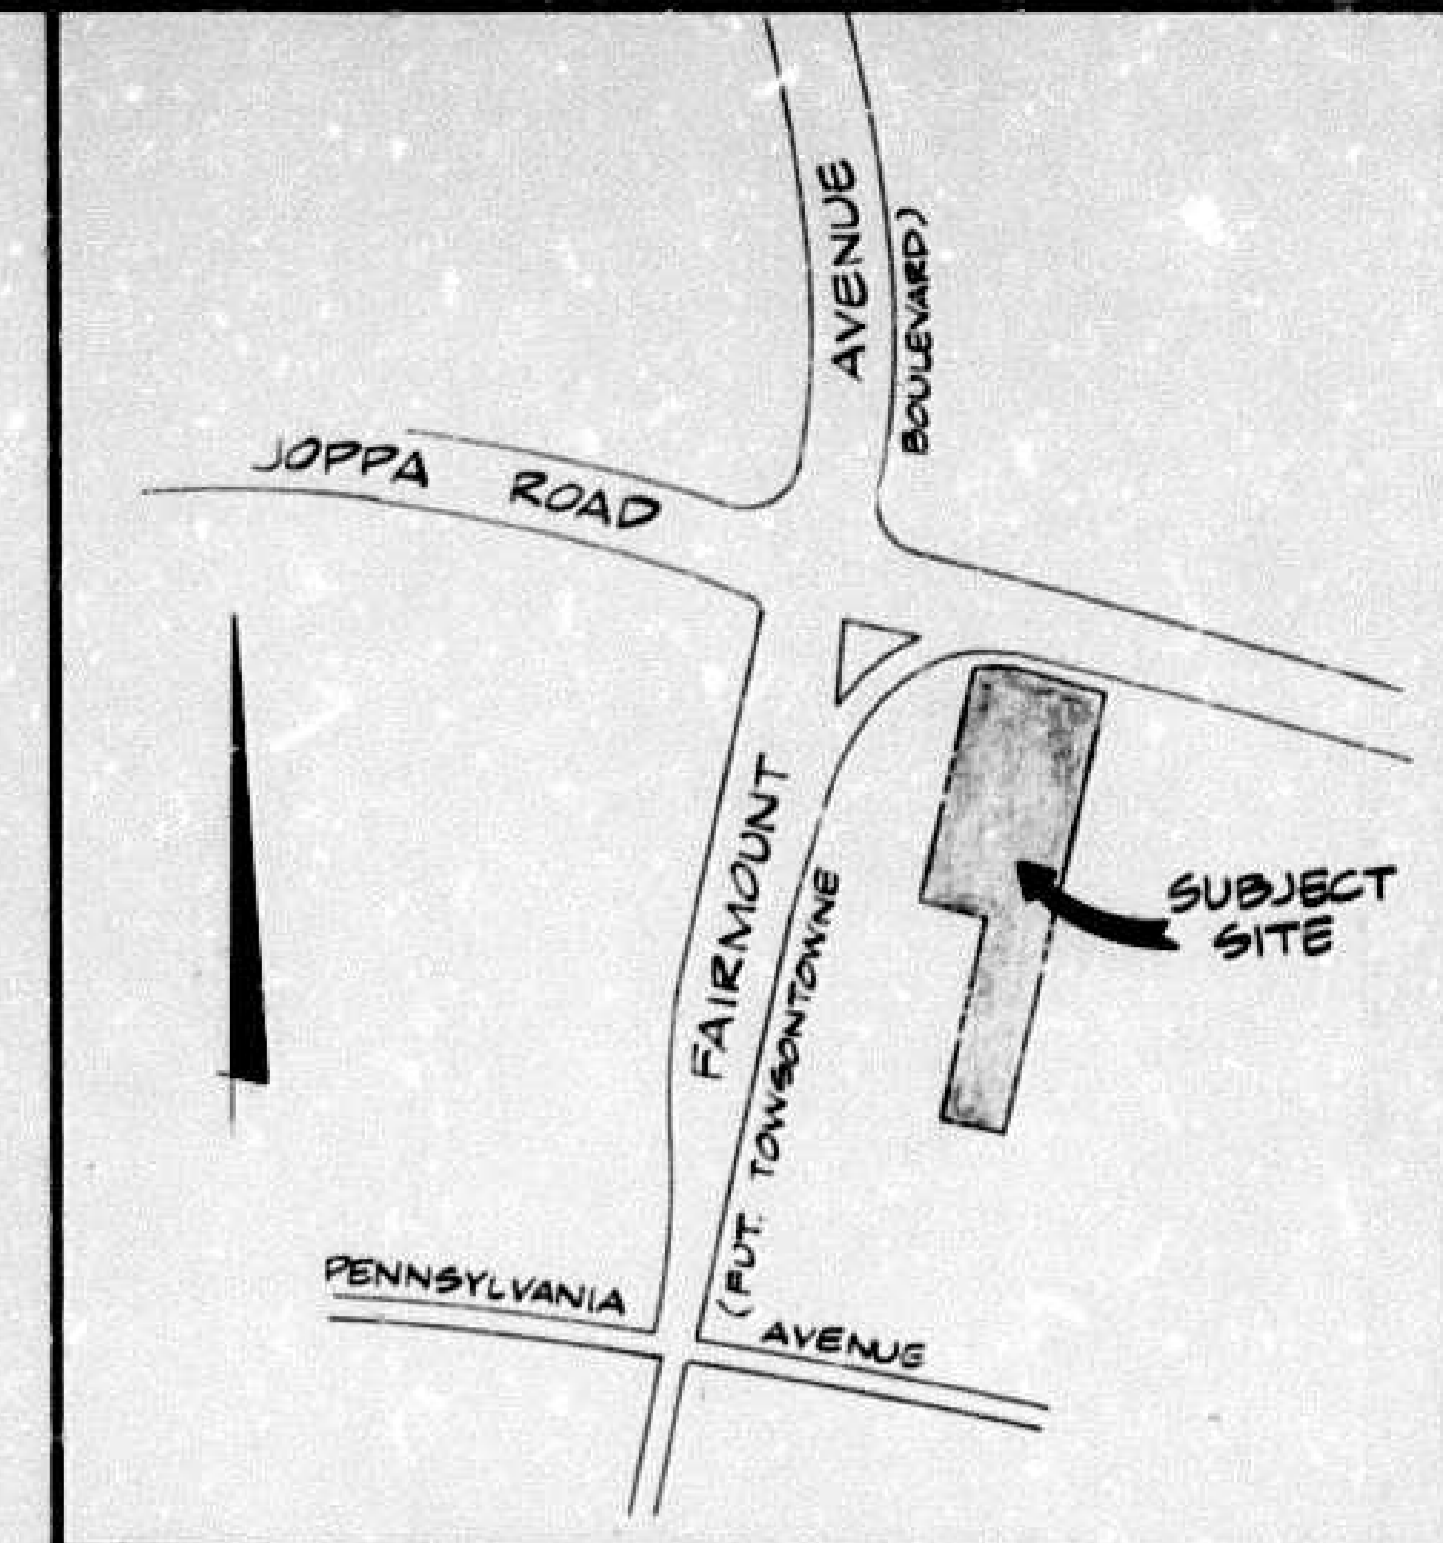 AVENUE
BOULEVARD)
JOPPA ROAD
FAIRMOUNT
(FUT. TOWSONTOWNE
SUBJECT
SITE
PENNSYLVANIA
AVENUE